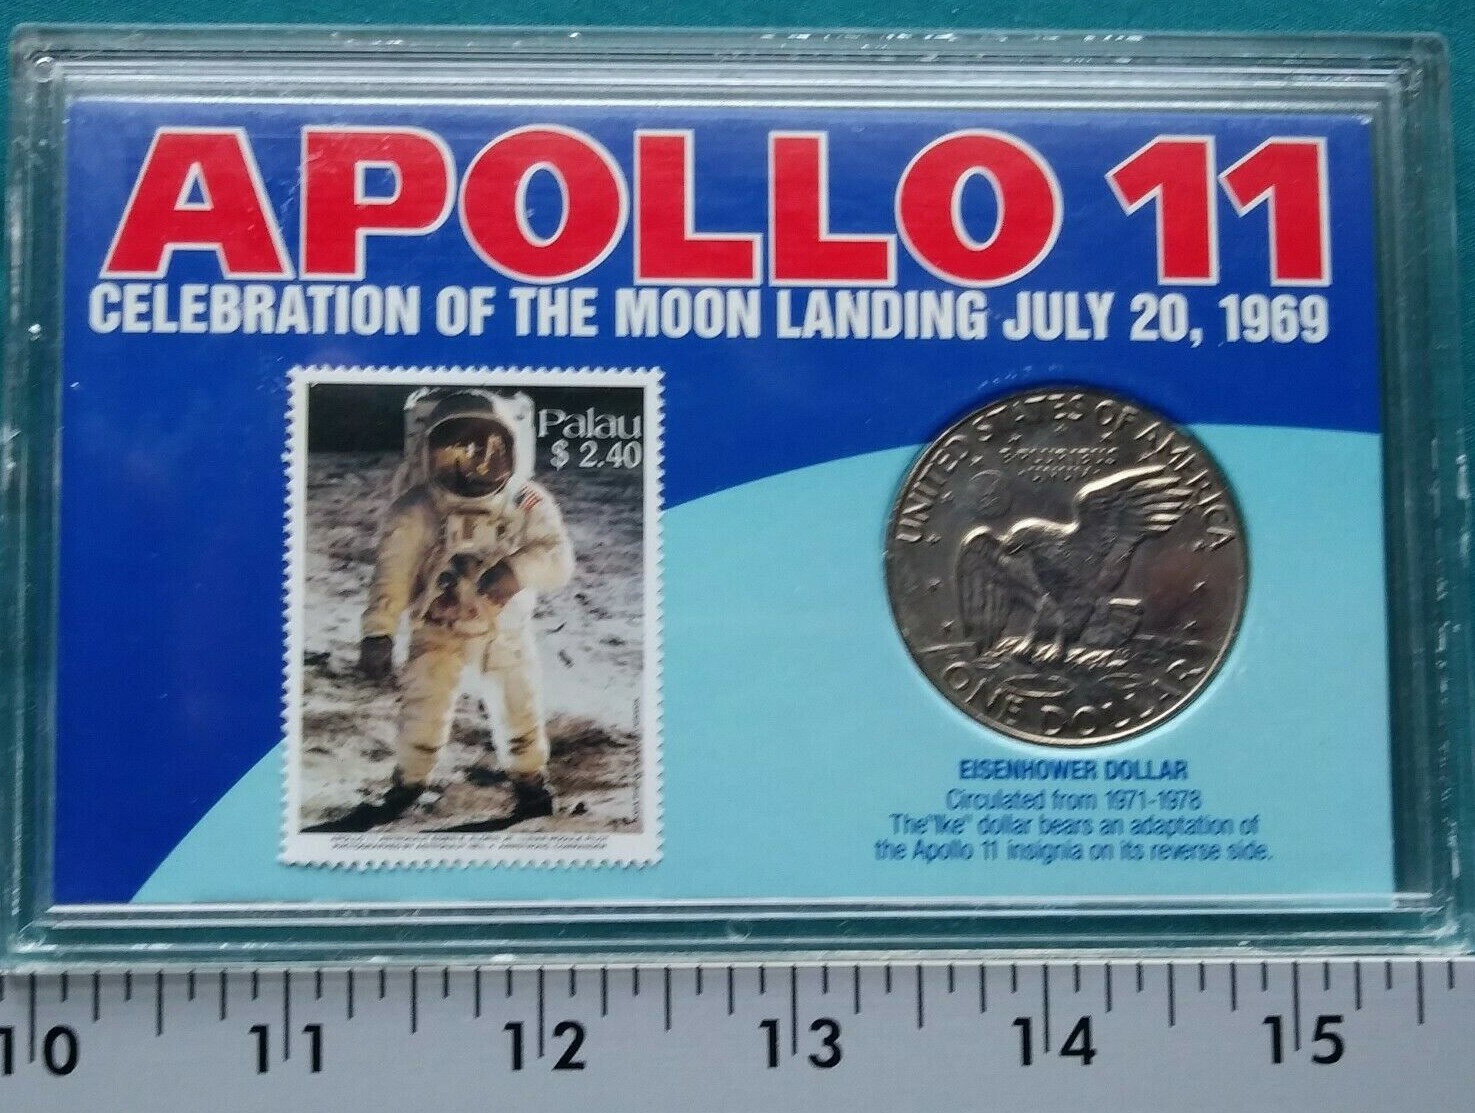 APOLLO 11
CELEBRATION OF THE MOON LANDING JULY 20, 1969
Palau
$ 2.40
UNITED STATES OF AMERICA
E PLURIBUS
UNUM
ONE DOLLAR
EISENHOWER DOLLAR
Circulated from 1971-1978
The "Ike" dollar bears an adaptation of
the Apollo 11 insignia on its reverse side.
10 11 12 13 14 15